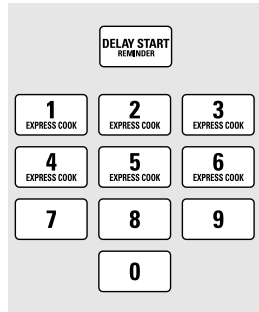 DELAY START
REMINDER
1 2 3
EXPRESS COOK EXPRESS COOK EXPRESS COOK
4 5 6
EXPRESS COOK EXPRESS COOK EXPRESS COOK
7 8 9
0